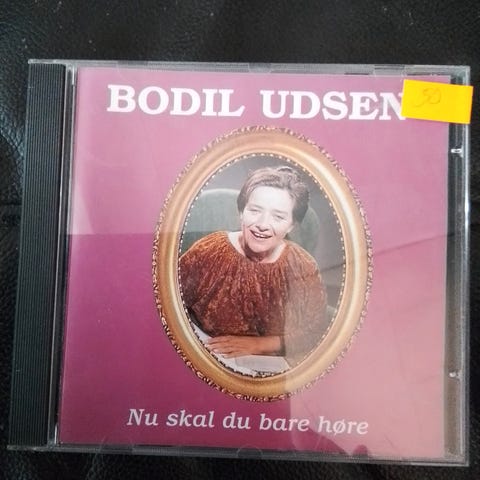 BODIL UDSEN
50
Nu skal du bare høre